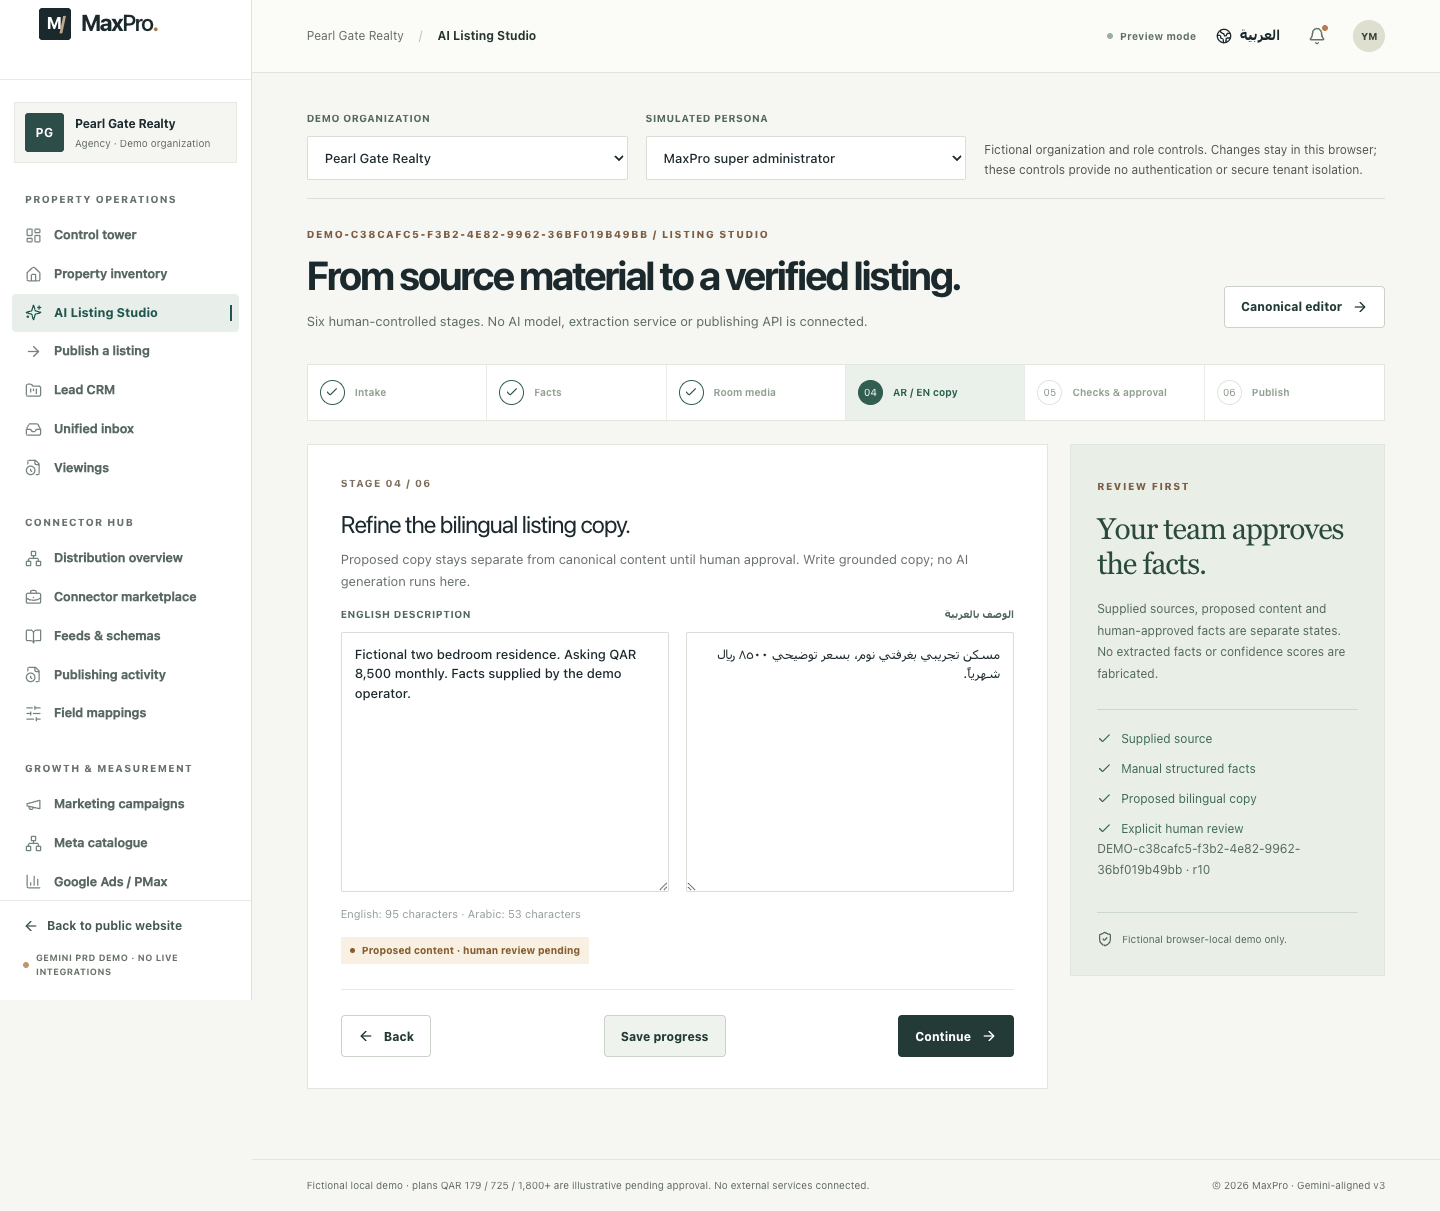 M/ MaxPro.
PG
Pearl Gate Realty
Agency · Demo organization
PROPERTY OPERATIONS
Control tower
Property inventory
AI Listing Studio
Publish a listing
Lead CRM
Unified inbox
Viewings
CONNECTOR HUB
Distribution overview
Connector marketplace
Feeds & schemas
Publishing activity
Field mappings
GROWTH & MEASUREMENT
Marketing campaigns
Meta catalogue
Google Ads / PMax
Back to public website
GEMINI PRD DEMO · NO LIVE
INTEGRATIONS
Pearl Gate Realty / AI Listing Studio
Preview mode
العربية
YM
DEMO ORGANIZATION
Pearl Gate Realty
SIMULATED PERSONA
MaxPro super administrator
Fictional organization and role controls. Changes stay in this browser;
these controls provide no authentication or secure tenant isolation.
DEMO-C38CAFC5-F3B2-4E82-9962-36BF019B49BB / LISTING STUDIO
From source material to a verified listing.
Six human-controlled stages. No AI model, extraction service or publishing API is connected.
Canonical editor
Intake
Facts
Room media
04 AR / EN copy
05 Checks & approval
06 Publish
STAGE 04 / 06
Refine the bilingual listing copy.
Proposed copy stays separate from canonical content until human approval. Write grounded copy; no AI
generation runs here.
ENGLISH DESCRIPTION
Fictional two bedroom residence. Asking QAR
8,500 monthly. Facts supplied by the demo
operator.
الوصف بالعربية
مسكن تجريبي بغرفتي نوم، بسعر توضيحي ٨٥٠٠ ريال
شهرياً.
English: 95 characters · Arabic: 53 characters
Proposed content · human review pending
Back
Save progress
Continue
REVIEW FIRST
Your team approves
the facts.
Supplied sources, proposed content and
human-approved facts are separate states.
No extracted facts or confidence scores are
fabricated.
Supplied source
Manual structured facts
Proposed bilingual copy
Explicit human review
DEMO-c38cafc5-f3b2-4e82-9962-
36bf019b49bb · r10
Fictional browser-local demo only.
Fictional local demo · plans QAR 179 / 725 / 1,800+ are illustrative pending approval. No external services connected.
© 2026 MaxPro · Gemini-aligned v3